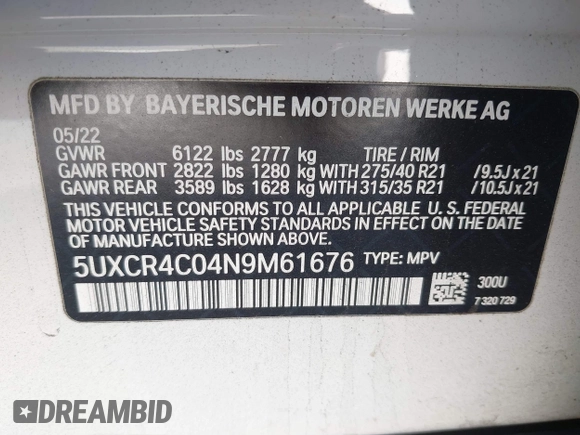 MFD BY BAYERISCHE MOTOREN WERKE AG
05/22
GVWR 6122 lbs 2777 kg TIRE / RIM
GAWR FRONT 2822 lbs 1280 kg WITH 275/40 R21 /9.5J x 21
GAWR REAR 3589 lbs 1628 kg WITH 315/35 R21 /10.5J x 21
THIS VEHICLE CONFORMS TO ALL APPLICABLE U.S. FEDERAL
MOTOR VEHICLE SAFETY STANDARDS IN EFFECT ON THE DATE
OF MANUFACTURE SHOWN ABOVE.
5UXCR4C04N9M61676 TYPE: MPV
300U
7 320 729
DREAMBID